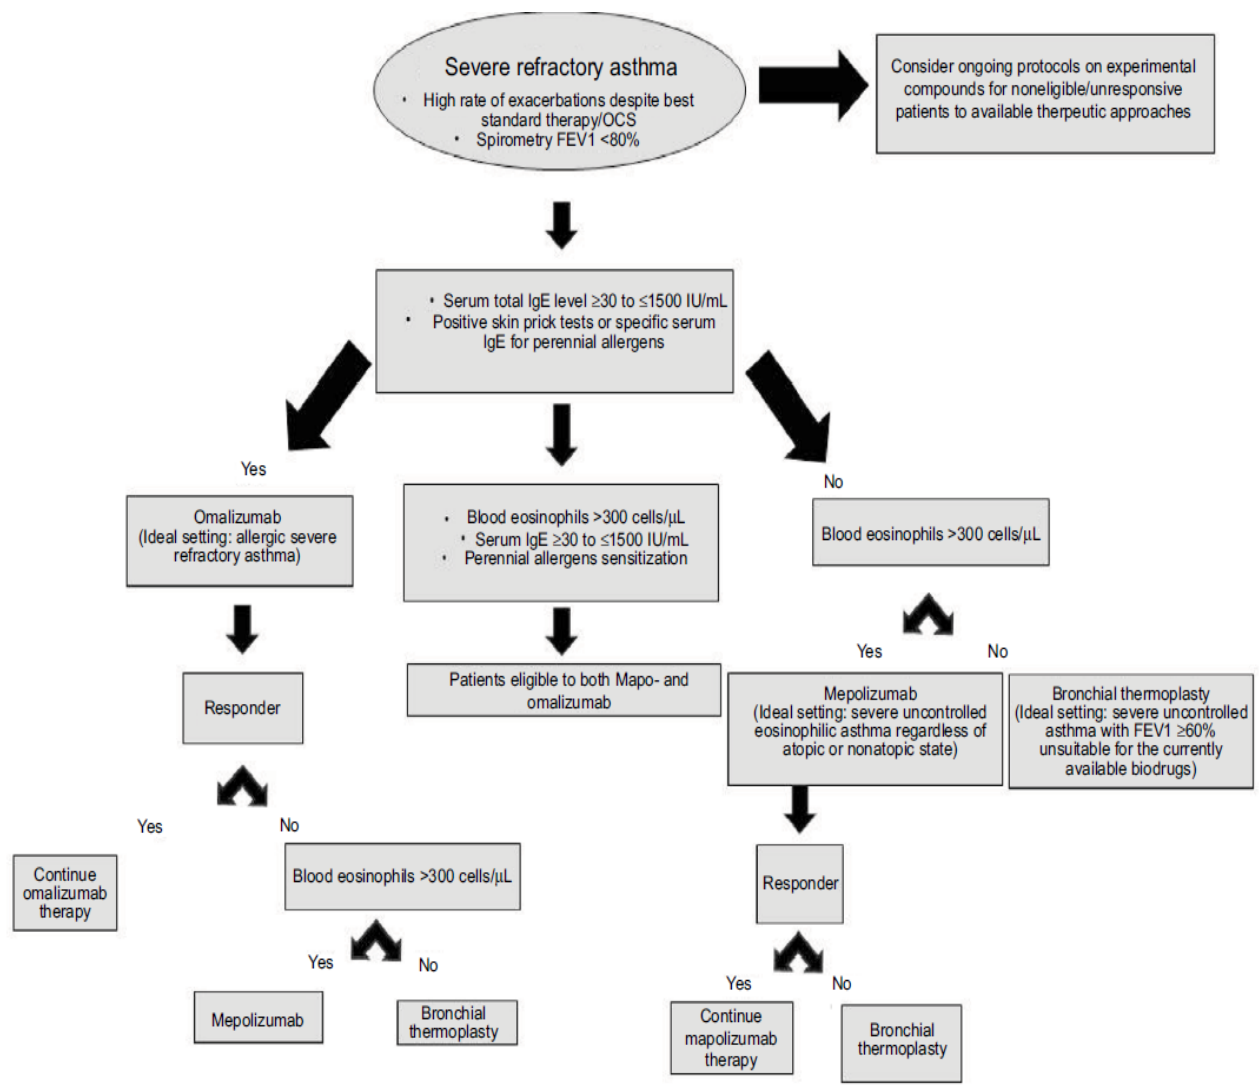 Severe refractory asthma
• High rate of exacerbations despite best
standard therapy/OCS
• Spirometry FEV1 <80%
Consider ongoing protocols on experimental
compounds for noneligible/unresponsive
patients to available therpeutic approaches
• Serum total IgE level ≥30 to ≤1500 IU/mL
• Positive skin prick tests or specific serum
IgE for perennial allergens
Yes
No
Omalizumab
(Ideal setting: allergic severe
refractory asthma)
• Blood eosinophils >300 cells/μL
• Serum IgE ≥30 to ≤1500 IU/mL
• Perennial allergens sensitization
Blood eosinophils >300 cells/μL
Yes
No
Responder
Patients eligible to both Mapo- and
omalizumab
Mepolizumab
(Ideal setting: severe uncontrolled
eosinophilic asthma regardless of
atopic or nonatopic state)
Bronchial thermoplasty
(Ideal setting: severe uncontrolled
asthma with FEV1 ≥60%
unsuitable for the currently
available biodrugs)
Yes
No
Continue
omalizumab
therapy
Blood eosinophils >300 cells/μL
Responder
Yes
No
Yes
No
Mepolizumab
Bronchial
thermoplasty
Continue
mapolizumab
therapy
Bronchial
thermoplasty